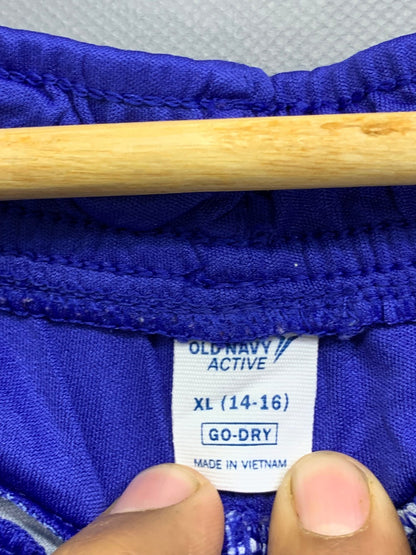 OLD NAVY
ACTIVE
XL (14-16)
GO-DRY
MADE IN VIETNAM